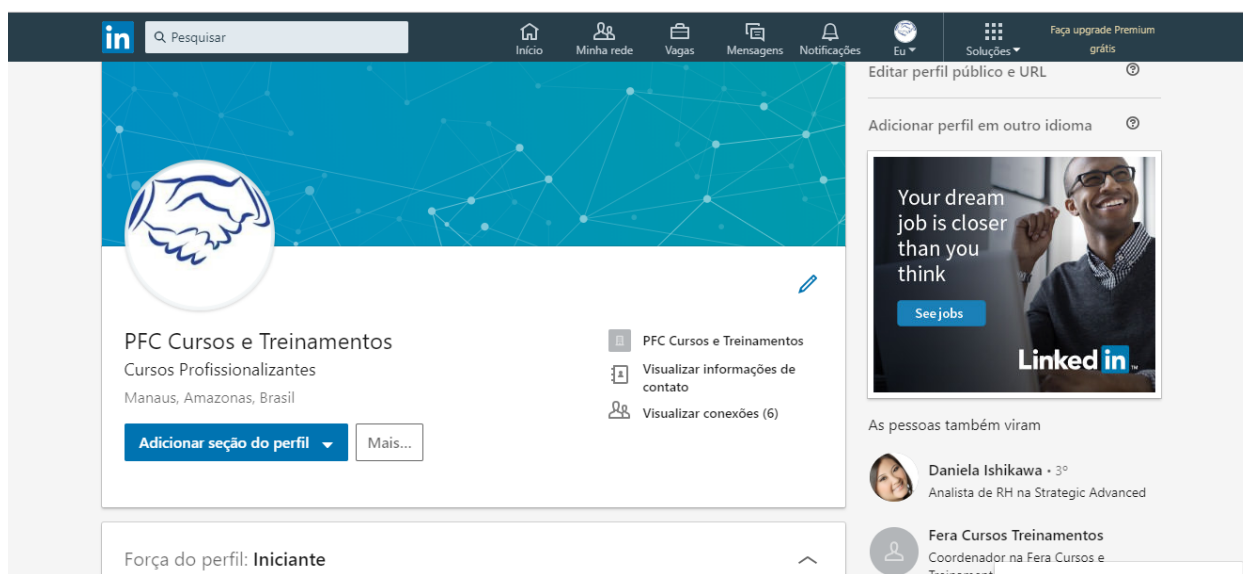 in
Pesquisar
Início
Minha rede
Vagas
Mensagens
Notificações
Eu
Soluções
Faça upgrade Premium
grátis
PFC Cursos e Treinamentos
Cursos Profissionalizantes
Manaus, Amazonas, Brasil
Adicionar seção do perfil
Mais...
PFC Cursos e Treinamentos
Visualizar informações de
contato
Visualizar conexões (6)
Força do perfil: Iniciante
Editar perfil público e URL
Adicionar perfil em outro idioma
Your dream
job is closer
than you
think
See jobs
Linked in
As pessoas também viram
Daniela Ishikawa • 3º
Analista de RH na Strategic Advanced
Fera Cursos Treinamentos
Coordenador na Fera Cursos e